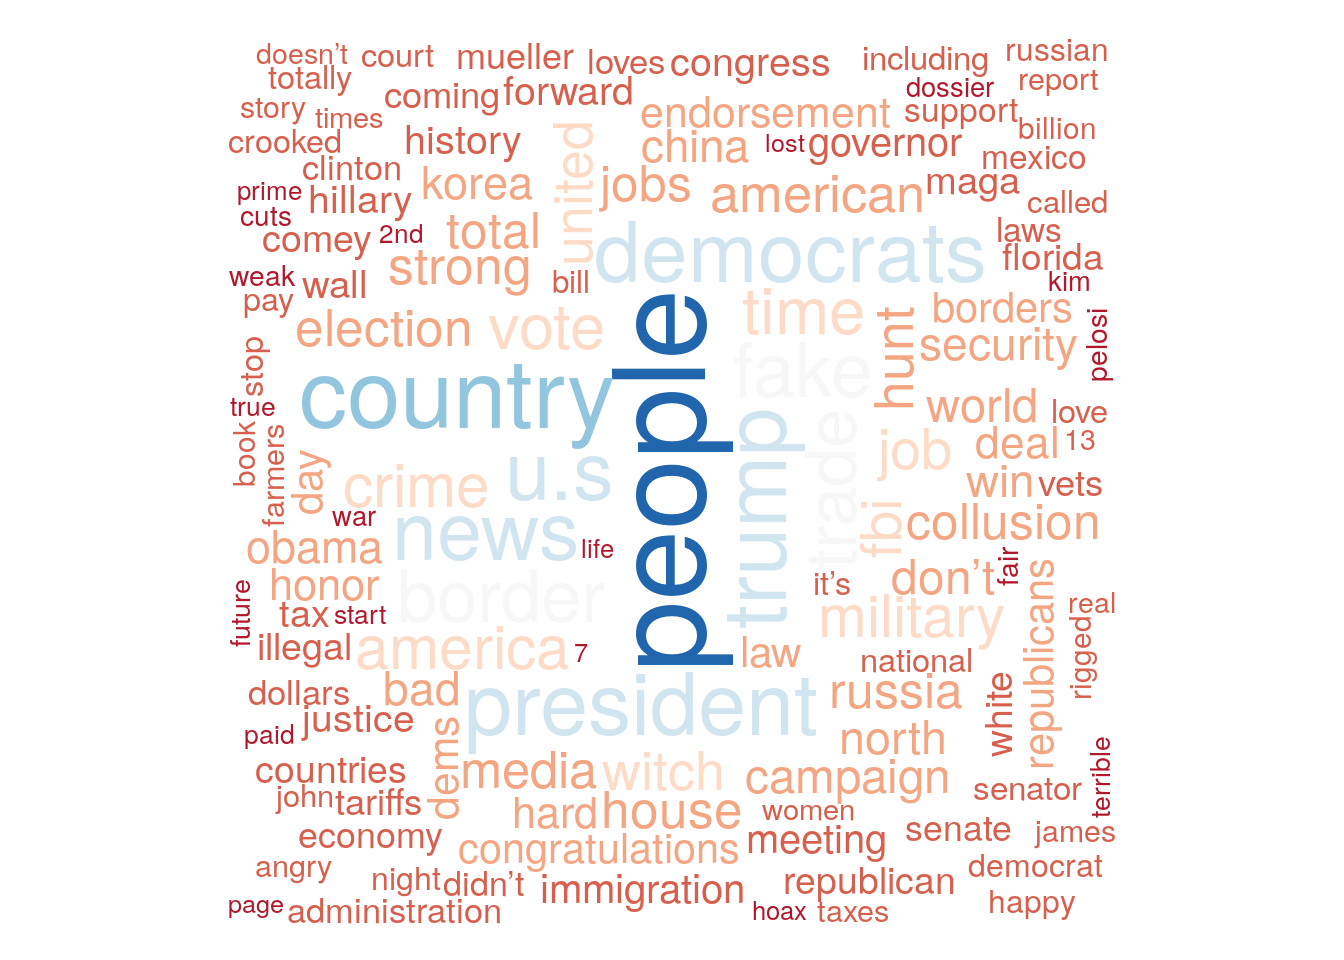 doesn't
court
mueller
loves
congress
including
russian
totally
dossier
report
story
times
coming
forward
endorsement
support
billion
crooked
history
united
china
lost
governor
mexico
clinton
korea
jobs
american
maga
called
prime
hillary
cuts
comey
2nd
total
democrats
laws
florida
weak
wall
strong
bill
kim
pay
election
vote
people
time
hunt
borders
security
pelosi
stop
country
fake
true
world
love
book
farmers
day
crime
u.s
trump
trade
job
deal
13
win
vets
war
news
life
fbi
collusion
obama
honor
border
it's
don't
fair
republicans
real
future
tax
start
military
rigged
illegal
america
7
law
national
dollars
bad
president
russia
white
justice
paid
dems
north
terrible
countries
media
witch
campaign
john
tariffs
hard
house
women
senator
economy
congratulations
meeting
senate
james
angry
night
didn't
immigration
republican
democrat
page
administration
hoax
taxes
happy